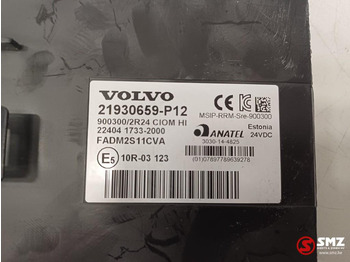 VOLVO
21930659-P12
900300/2R24 CIOM HI
22404 1733-2000
FADM2S11CVA
E5 10R-03 123
CE
MSIP-RRM-Sre-900300
ANATEL
Estonia
24VDC
3030-14-4825
(01)07897789639278
SMZ